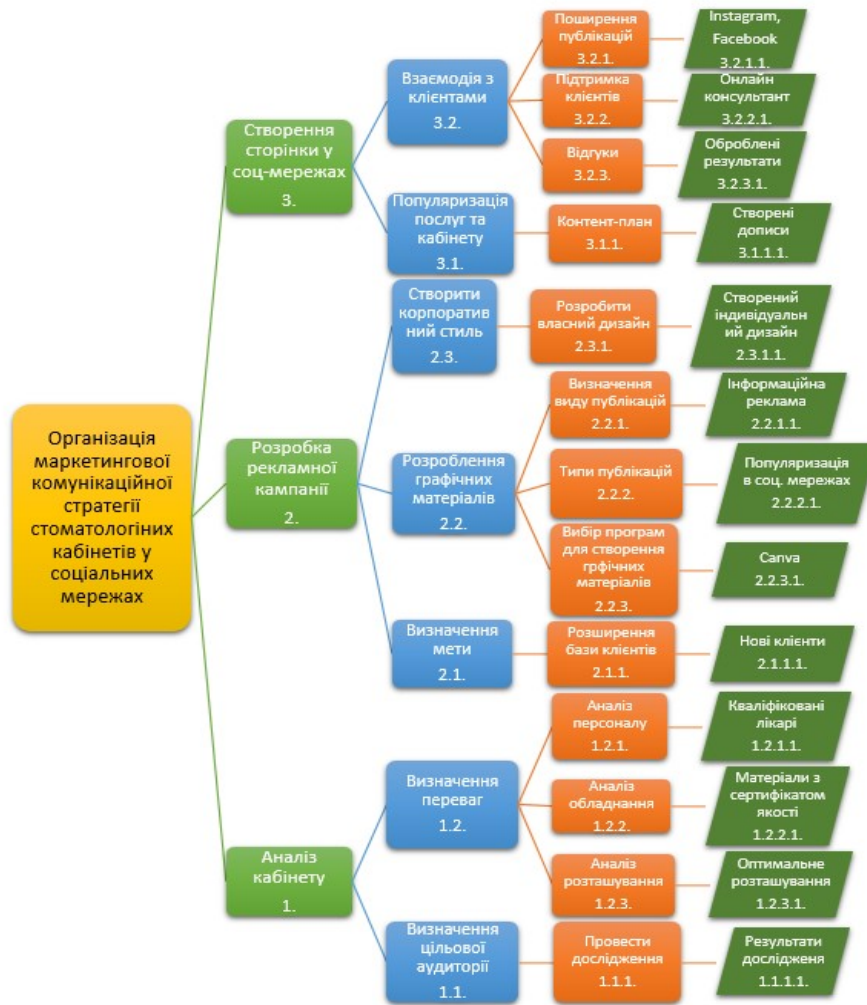 Організація
маркетингової
комунікаційної
стратегії
стоматологіних
кабінетів у
соціальних
мережах
Створення
сторінки у
соц-мережах
3.
Взаємодія з
клієнтами
3.2.
Поширення
публікацій
3.2.1.
Instagram,
Facebook
3.2.1.1.
Підтримка
клієнтів
3.2.2.
Онлайн
консультант
3.2.2.1.
Відгуки
3.2.3.
Оброблені
результати
3.2.3.1.
Популяризація
послуг та
кабінету
3.1.
Контент-план
3.1.1.
Створені
дописи
3.1.1.1.
Розробка
рекламної
кампанії
2.
Створити
корпоратив
ний стиль
2.3.
Розробити
власний дизайн
2.3.1.
Створений
індивідуальн
ий дизайн
2.3.1.1.
Розроблення
графічних
матеріалів
2.2.
Визначення
виду публікацій
2.2.1.
Інформаційна
реклама
2.2.1.1.
Типи публікацій
2.2.2.
Популяризація
в соц. мережах
2.2.2.1.
Вибір програм
для створення
грфічних
матеріалів
2.2.3.
Canva
2.2.3.1.
Визначення
мети
2.1.
Розширення
бази клієнтів
2.1.1.
Нові клієнти
2.1.1.1.
Аналіз
кабінету
1.
Визначення
переваг
1.2.
Аналіз
персоналу
1.2.1.
Кваліфіковані
лікарі
1.2.1.1.
Аналіз
обладнання
1.2.2.
Матеріали з
сертифікатом
якості
1.2.2.1.
Аналіз
розташування
1.2.3.
Оптимальне
розташування
1.2.3.1.
Визначення
цільової
аудиторії
1.1.
Провести
дослідження
1.1.1.
Результати
дослідженя
1.1.1.1.